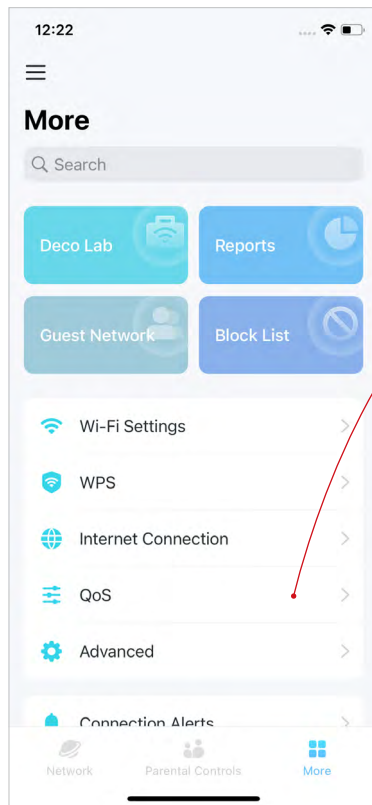 12:22
More
Search
Deco Lab
Reports
Guest Network
Block List
Wi-Fi Settings
WPS
Internet Connection
QoS
Advanced
Connection Alerts
Network
Parental Controls
More